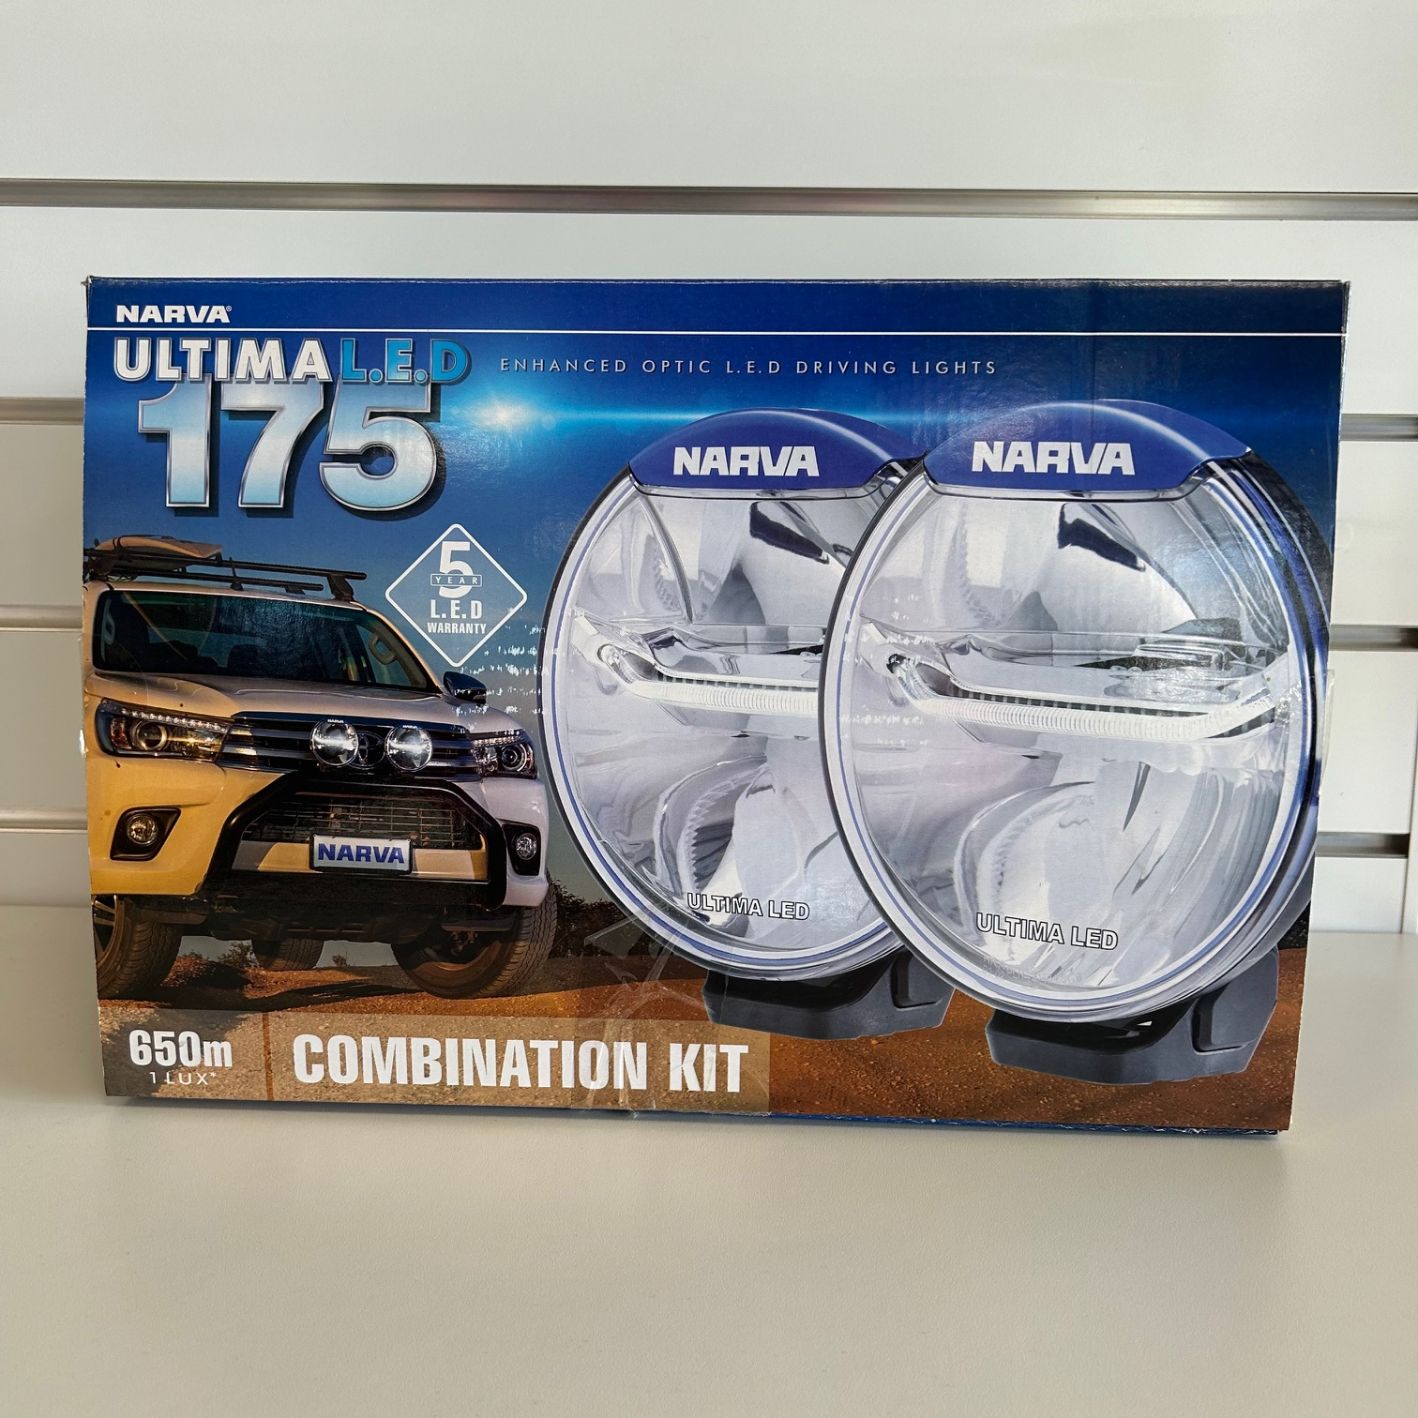 NARVA®
ULTIMA L.E.D
175
ENHANCED OPTIC L.E.D DRIVING LIGHTS
NARVA
NARVA
5
YEAR
L.E.D
WARRANTY
NARVA
ULTIMA LED
ULTIMA LED
650m
1 LUX*
COMBINATION KIT